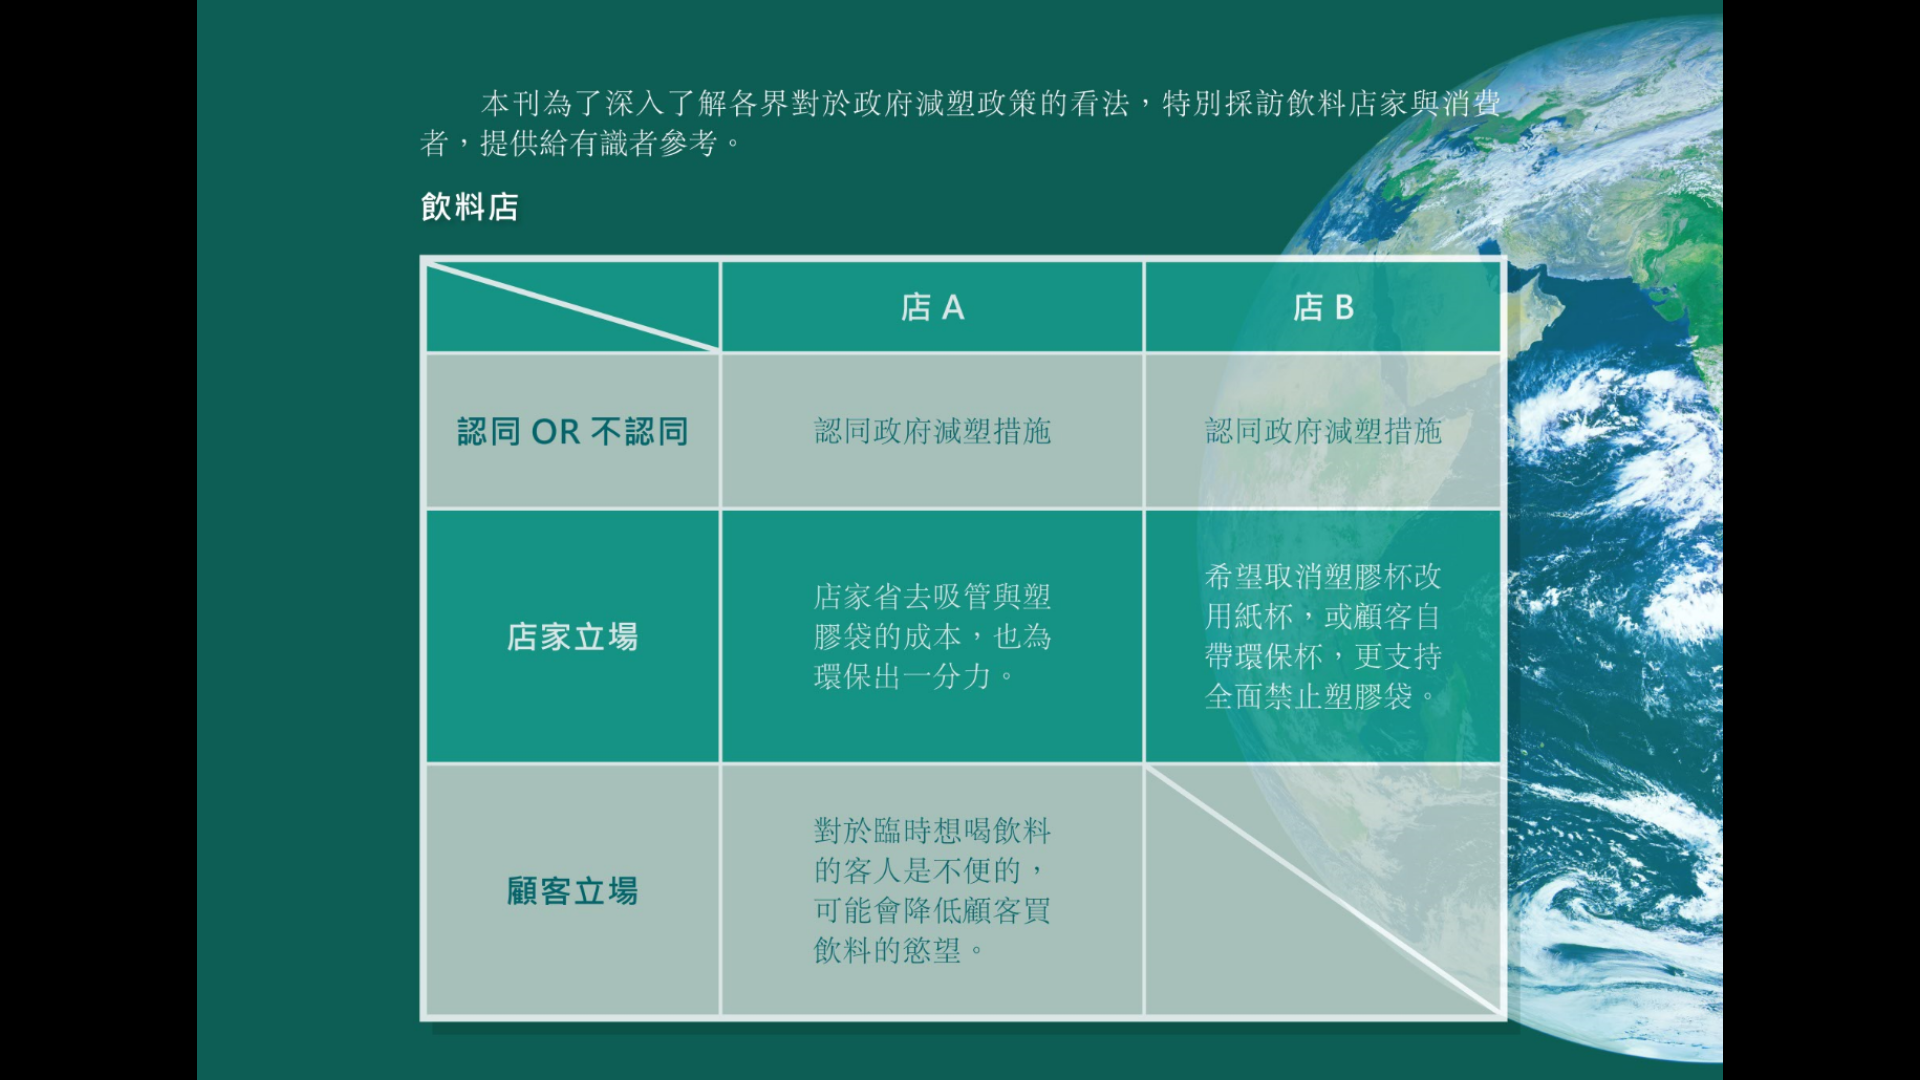 本刊為了深入了解各界對於政府減塑政策的看法，特別採訪飲料店家與消費
者，提供給有識者參考。
飲料店
店 A
店 B
認同 OR 不認同
認同政府減塑措施
認同政府減塑措施
店家立場
店家省去吸管與塑
膠袋的成本，也為
環保出一分力。
希望取消塑膠杯改
用紙杯，或顧客自
帶環保杯，更支持
全面禁止塑膠袋。
顧客立場
對於臨時想喝飲料
的客人是不便的，
可能會降低顧客買
飲料的慾望。